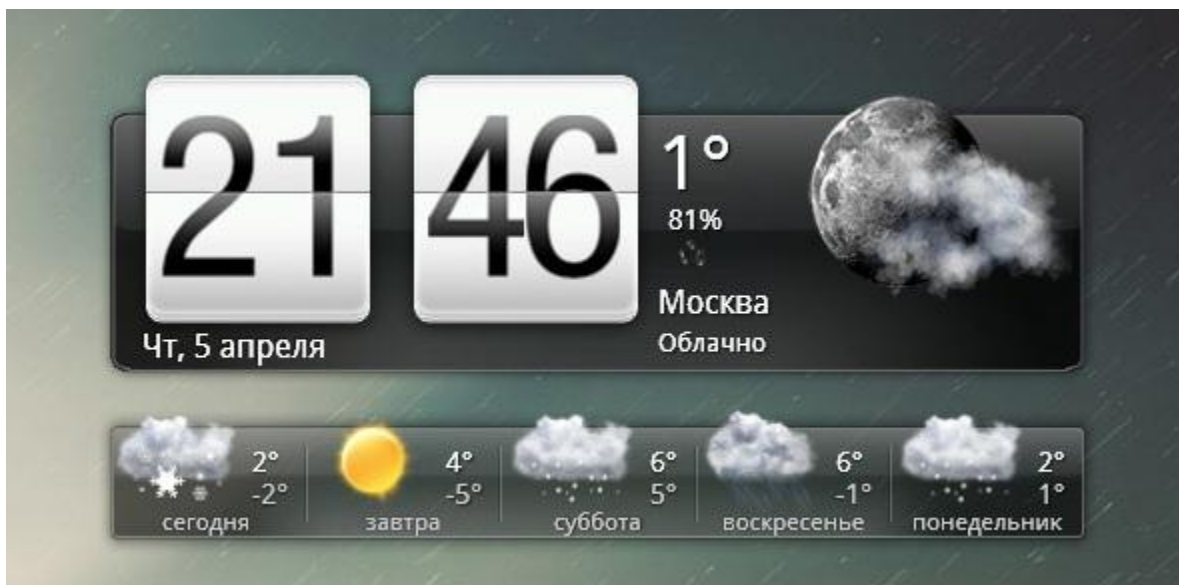 21 46
1°
81%
Москва
Облачно
Чт, 5 апреля
2°
-2°
сегодня
4°
-5°
завтра
6°
5°
суббота
6°
-1°
воскресенье
2°
1°
понедельник